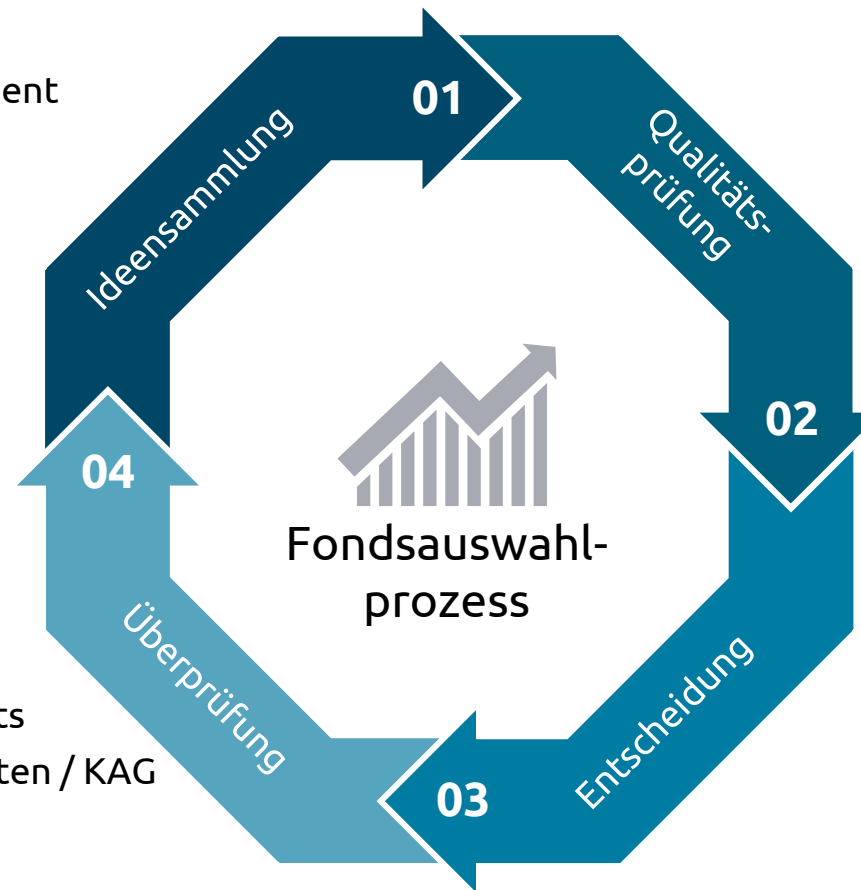 ent
01
Ideensammlung
Qualitäts-
prüfung
02
04
Fondsauswahl-
prozess
Überprüfung
Entscheidung
03
ts
ten / KAG